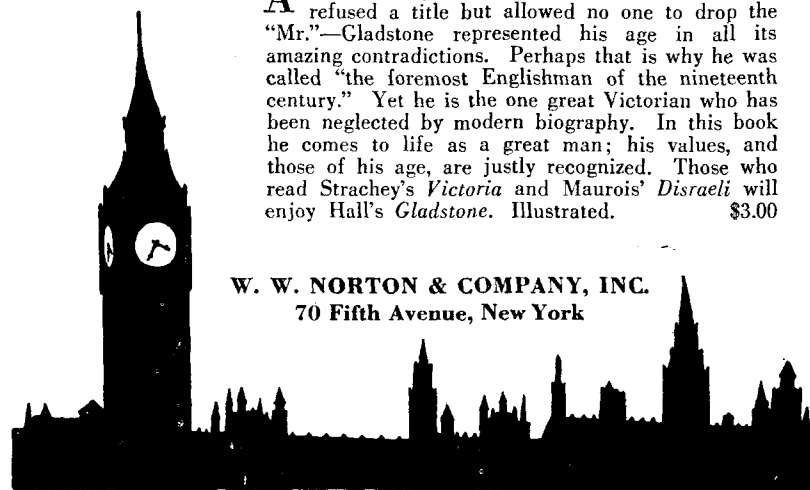 A refused a title but allowed no one to drop the
“Mr.”—Gladstone represented his age in all its
amazing contradictions. Perhaps that is why he was
called “the foremost Englishman of the nineteenth
century.” Yet he is the one great Victorian who has
been neglected by modern biography. In this book
he comes to life as a great man; his values, and
those of his age, are justly recognized. Those who
read Strachey’s Victoria and Maurois’ Disraeli will
enjoy Hall’s Gladstone. Illustrated. $3.00
W. W. NORTON & COMPANY, INC.
70 Fifth Avenue, New York